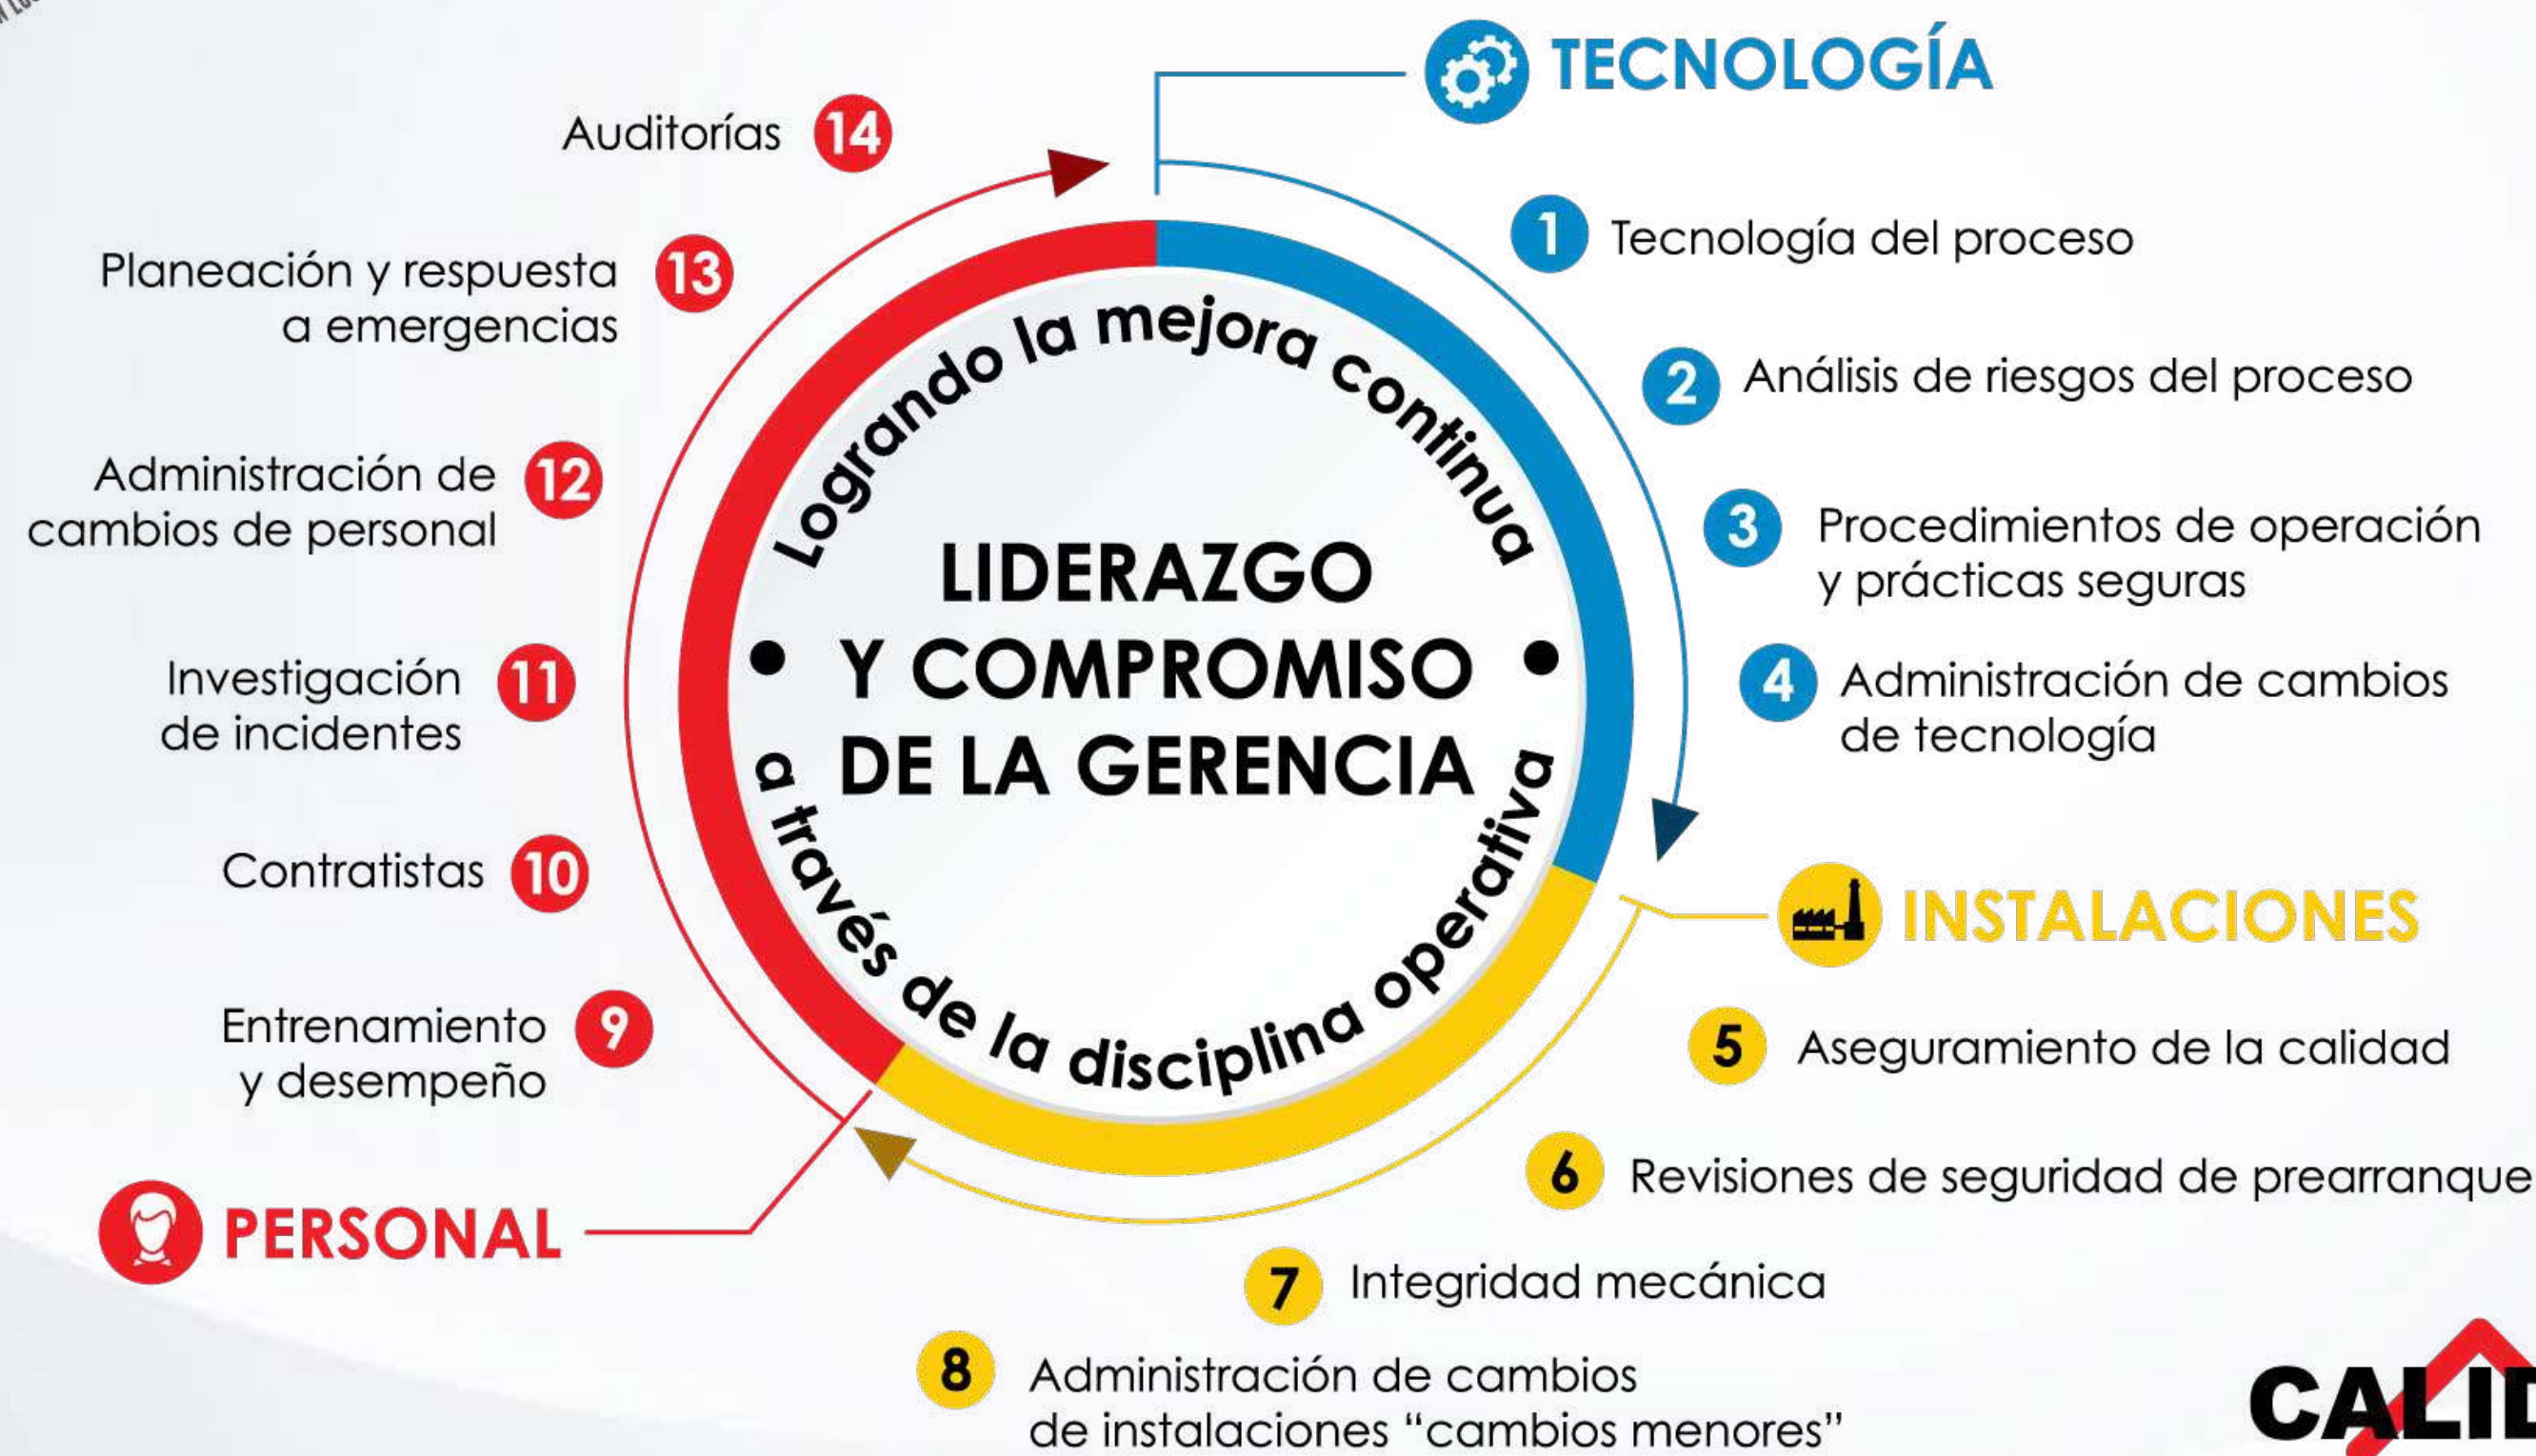 TECNOLOGÍA
1 Tecnología del proceso
2 Análisis de riesgos del proceso
3 Procedimientos de operación
y prácticas seguras
4 Administración de cambios
de tecnología
INSTALACIONES
5 Aseguramiento de la calidad
6 Revisiones de seguridad de prearranque
7 Integridad mecánica
8 Administración de cambios
de instalaciones “cambios menores”
PERSONAL
9 Entrenamiento
y desempeño
10 Contratistas
11 Investigación
de incidentes
12 Administración de
cambios de personal
13 Planeación y respuesta
a emergencias
14 Auditorías
Logrando la mejora continua
LIDERAZGO
• Y COMPROMISO •
DE LA GERENCIA
a través de la disciplina operativa